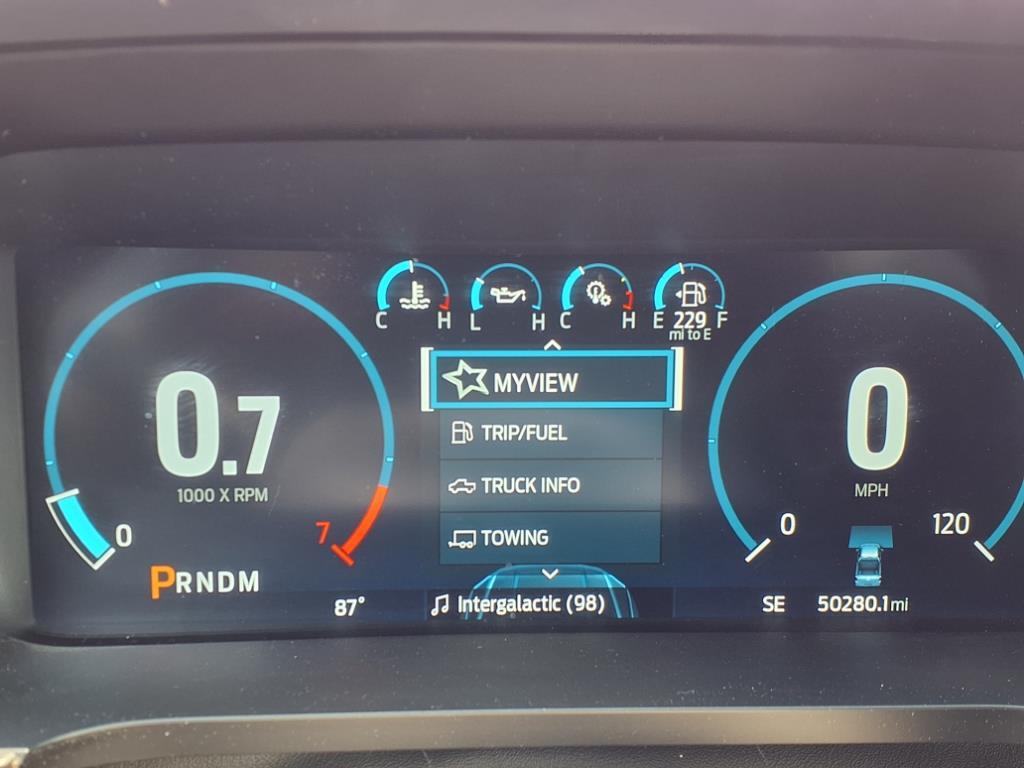 C H L H C H E 229 F
mi to E
MYVIEW
TRIP/FUEL
TRUCK INFO
TOWING
0.7
1000 X RPM
0 7
PRNDM
0
MPH
0 120
87° Intergalactic (98) SE 50280.1 mi